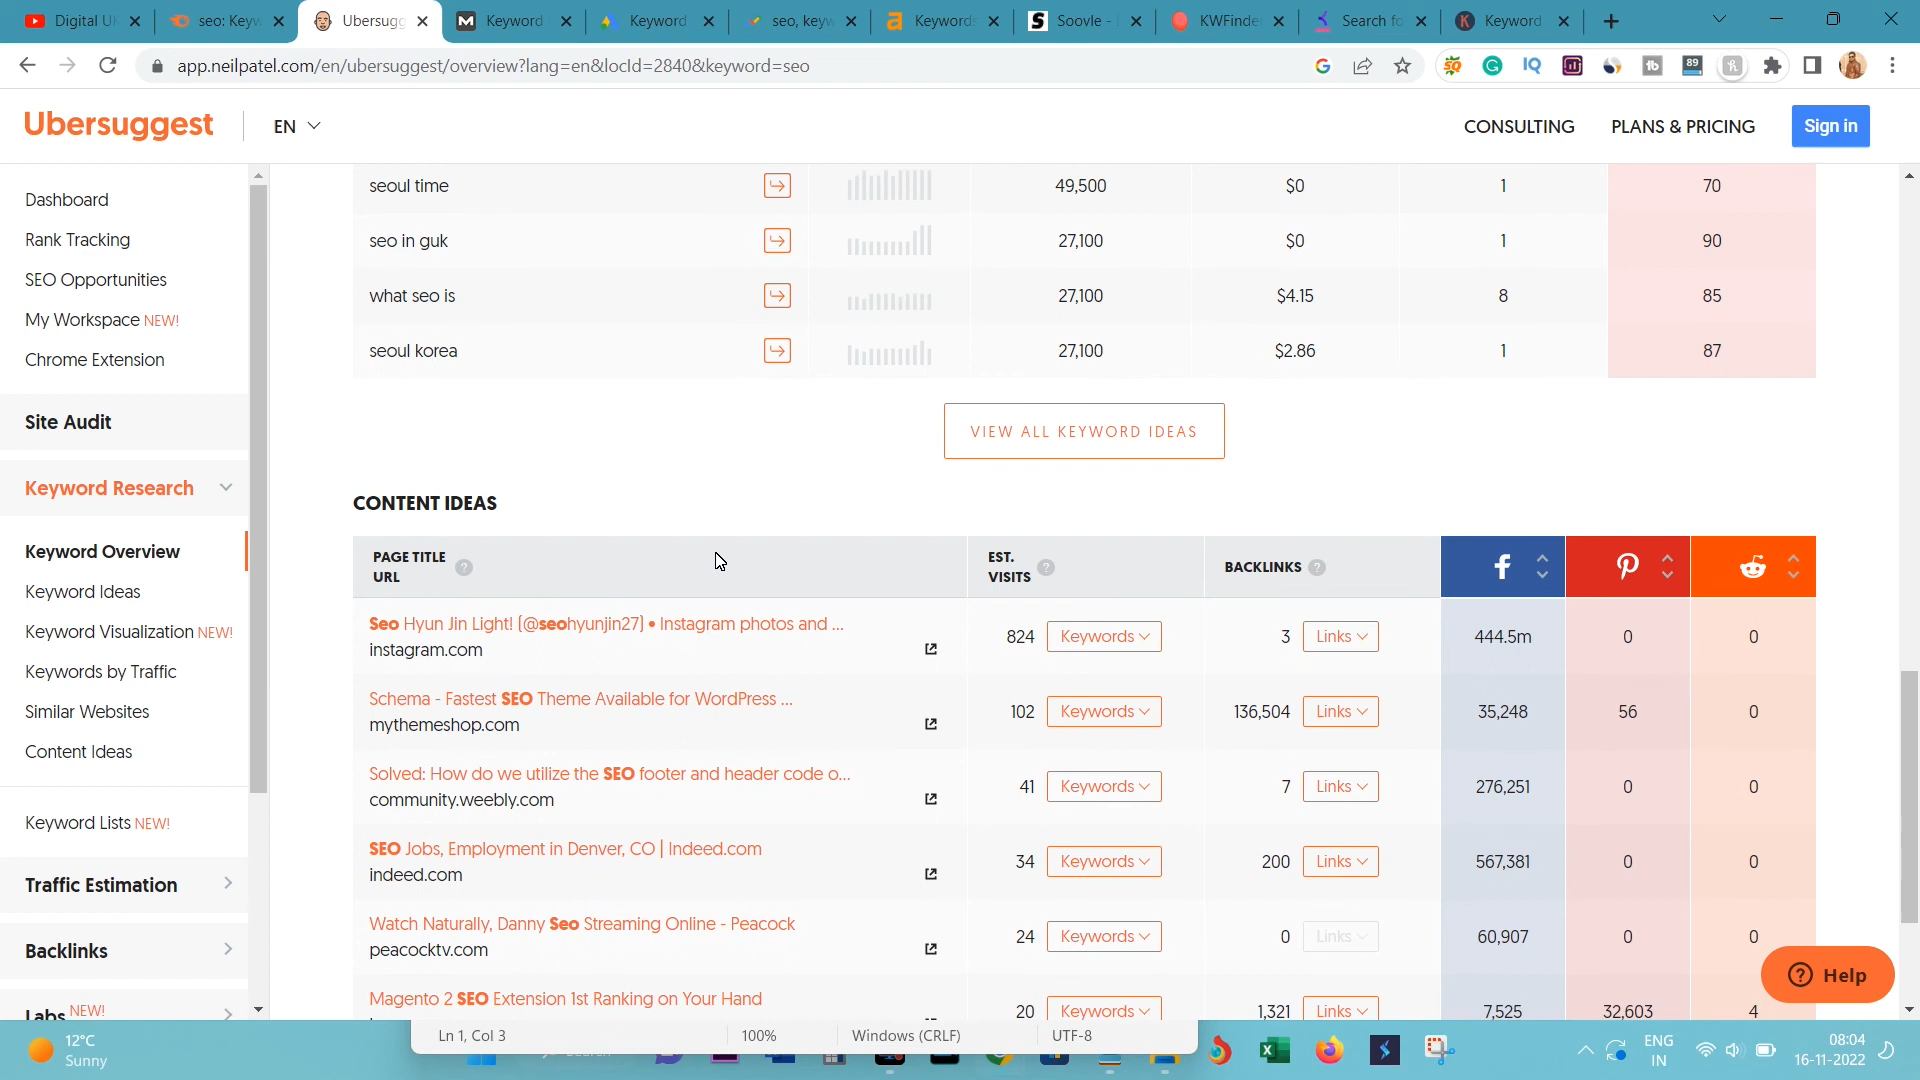 Digital U
seo: Keyw
Ubersugg
Keyword
Keyword
seo, keyw
Keywords
Soovle -
KWFinde
Search fo
Keyword
app.neilpatel.com/en/ubersuggest/overview?lang=en&locId=2840&keyword=seo
89
Ubersuggest
EN
CONSULTING
PLANS & PRICING
Sign in
Dashboard
Rank Tracking
SEO Opportunities
My Workspace NEW!
Chrome Extension
Site Audit
Keyword Research
Keyword Overview
Keyword Ideas
Keyword Visualization NEW!
Keywords by Traffic
Similar Websites
Content Ideas
Keyword Lists NEW!
Traffic Estimation
Backlinks
Labs NEW!
seoul time 49,500 $0 1 70
seo in guk 27,100 $0 1 90
what seo is 27,100 $4.15 8 85
seoul korea 27,100 $2.86 1 87
VIEW ALL KEYWORD IDEAS
CONTENT IDEAS
PAGE TITLE
URL
EST.
VISITS
BACKLINKS
Seo Hyun Jin Light! (@seohyunjin27) • Instagram photos and ...
instagram.com
824 Keywords 3 Links 444.5m 0 0
Schema - Fastest SEO Theme Available for WordPress ...
mythemeshop.com
102 Keywords 136,504 Links 35,248 56 0
Solved: How do we utilize the SEO footer and header code o...
community.weebly.com
41 Keywords 7 Links 276,251 0 0
SEO Jobs, Employment in Denver, CO | Indeed.com
indeed.com
34 Keywords 200 Links 567,381 0 0
Watch Naturally, Danny Seo Streaming Online - Peacock
peacocktv.com
24 Keywords 0 Links 60,907 0 0
Magento 2 SEO Extension 1st Ranking on Your Hand
20 Keywords 1,321 Links 7,525 32,603 4
Help
Ln 1, Col 3
100%
Windows (CRLF)
UTF-8
12°C
Sunny
ENG
IN
08:04
16-11-2022